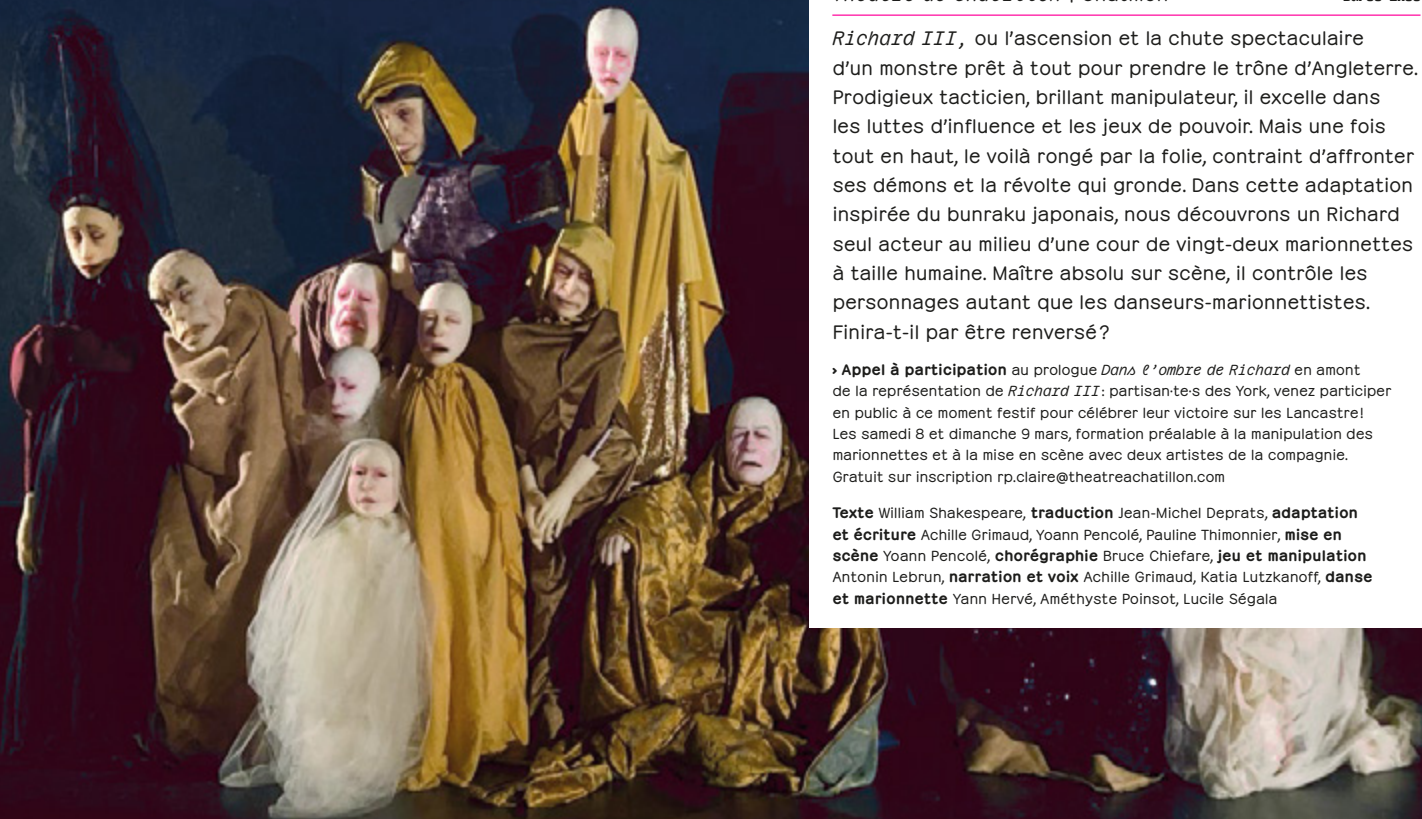 Richard III, ou l'ascension et la chute spectaculaire
d'un monstre prêt à tout pour prendre le trône d'Angleterre.
Prodigieux tacticien, brillant manipulateur, il excelle dans
les luttes d'influence et les jeux de pouvoir. Mais une fois
tout en haut, le voilà rongé par la folie, contraint d'affronter
ses démons et la révolte qui gronde. Dans cette adaptation
inspirée du bunraku japonais, nous découvrons un Richard
seul acteur au milieu d'une cour de vingt-deux marionnettes
à taille humaine. Maître absolu sur scène, il contrôle les
personnages autant que les danseurs-marionnettistes.
Finira-t-il par être renversé?
› Appel à participation au prologue Dans l'ombre de Richard en amont
de la représentation de Richard III: partisan·te·s des York, venez participer
en public à ce moment festif pour célébrer leur victoire sur les Lancastre!
Les samedi 8 et dimanche 9 mars, formation préalable à la manipulation des
marionnettes et à la mise en scène avec deux artistes de la compagnie.
Gratuit sur inscription rp.claire@theatreachatillon.com
Texte William Shakespeare, traduction Jean-Michel Deprats, adaptation
et écriture Achille Grimaud, Yoann Pencolé, Pauline Thimonnier, mise en
scène Yoann Pencolé, chorégraphie Bruce Chiefare, jeu et manipulation
Antonin Lebrun, narration et voix Achille Grimaud, Katia Lutzkanoff, danse
et marionnette Yann Hervé, Améthyste Poinsot, Lucile Ségala